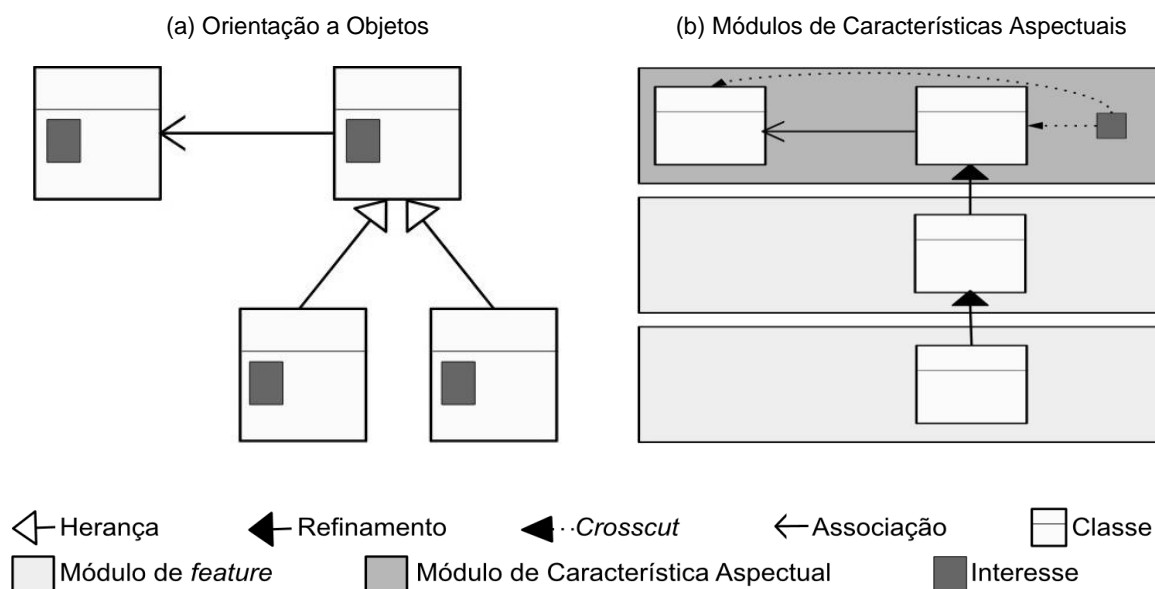 (a) Orientação a Objetos
(b) Módulos de Características Aspectuais
Herança
Refinamento
Crosscut
Associação
Classe
Módulo de feature
Módulo de Característica Aspectual
Interesse